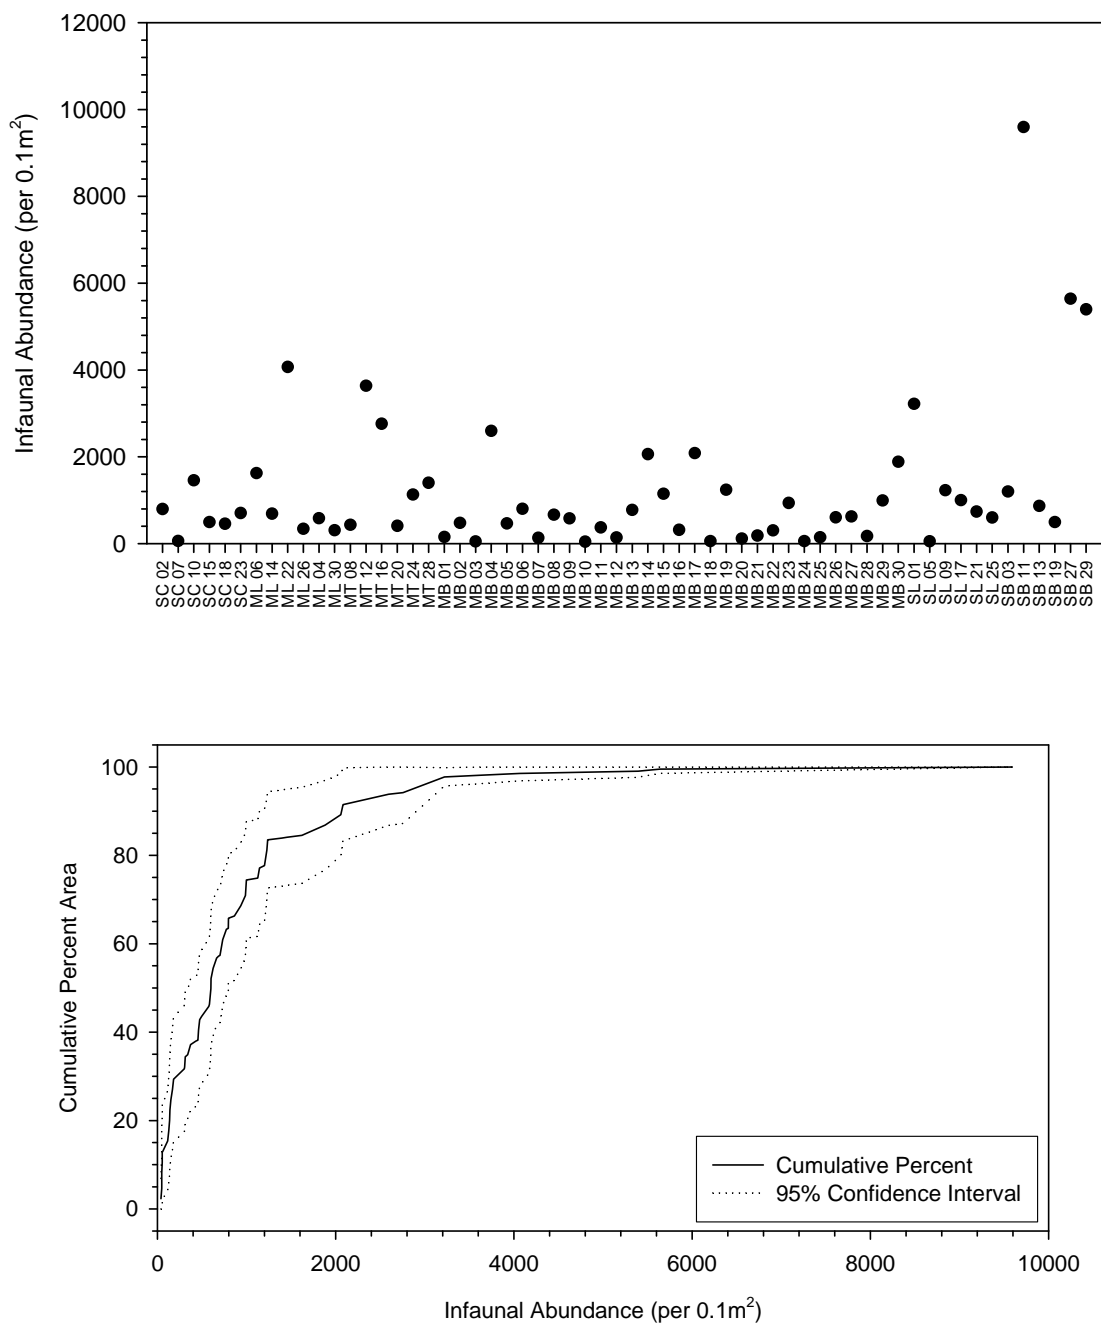 12000
10000
8000
6000
4000
2000
0
Infaunal Abundance (per 0.1m²)
SC 02
SC 07
SC 10
SC 15
SC 18
SC 23
ML 06
ML 14
ML 22
ML 26
ML 04
ML 30
MT 08
MT 12
MT 16
MT 20
MT 24
MT 28
MB 01
MB 02
MB 03
MB 04
MB 05
MB 06
MB 07
MB 08
MB 09
MB 10
MB 11
MB 12
MB 13
MB 14
MB 15
MB 16
MB 17
MB 18
MB 19
MB 20
MB 21
MB 22
MB 23
MB 24
MB 25
MB 26
MB 27
MB 28
MB 29
MB 30
SL 01
SL 05
SL 09
SL 17
SL 21
SL 25
SB 03
SB 11
SB 13
SB 19
SB 27
SB 29
100
80
60
40
20
0
Cumulative Percent Area
Cumulative Percent
95% Confidence Interval
0 2000 4000 6000 8000 10000
Infaunal Abundance (per 0.1m²)